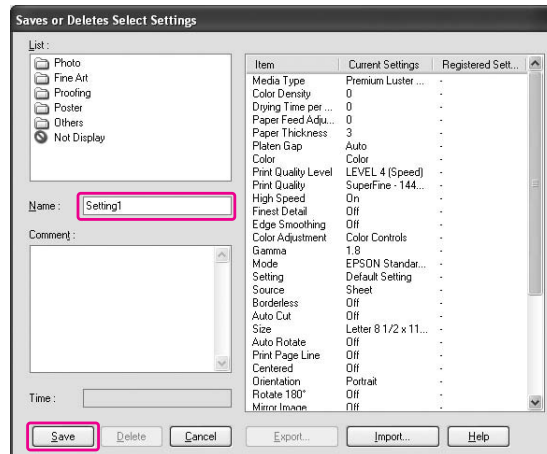 Saves or Deletes Select Settings
List :
Photo
Fine Art
Proofing
Poster
Others
Not Display
Name : Setting1
Comment :
Time :
Item Current Settings Registered Sett...
Media Type Premium Luster ... -
Color Density 0 -
Drying Time per ... 0 -
Paper Feed Adju... 0 -
Paper Thickness 3 -
Platen Gap Auto -
Color Color -
Print Quality Level LEVEL 4 (Speed) -
Print Quality SuperFine - 144... -
High Speed On -
Finest Detail Off -
Edge Smoothing Off -
Color Adjustment Color Controls -
Gamma 1.8 -
Mode EPSON Standar... -
Setting Default Setting -
Source Sheet -
Borderless Off -
Auto Cut Off -
Size Letter 8 1/2 x 11... -
Auto Rotate Off -
Print Page Line Off -
Centered Off -
Orientation Portrait -
Rotate 180° Off -
Mirror Image Off -
Save Delete Cancel Export... Import... Help